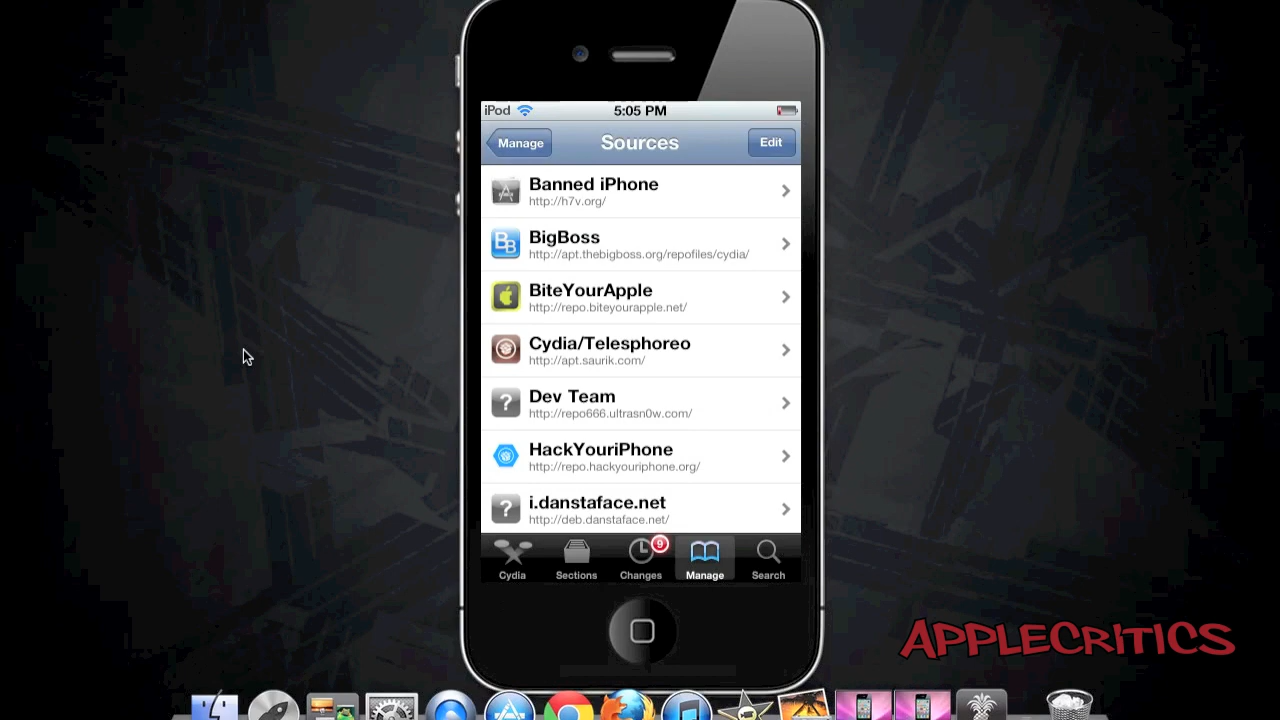 iPod 5:05 PM
Manage Sources Edit
Banned iPhone
http://h7v.org/
BigBoss
http://apt.thebigboss.org/repofiles/cydia/
BiteYourApple
http://repo.biteyourapple.net/
Cydia/Telesphoreo
http://apt.saurik.com/
Dev Team
http://repo666.ultrasn0w.com/
HackYouriPhone
http://repo.hackyouriphone.org/
i.danstaface.net
http://deb.danstaface.net/
9
Cydia Sections Changes Manage Search
APPLECRITICS